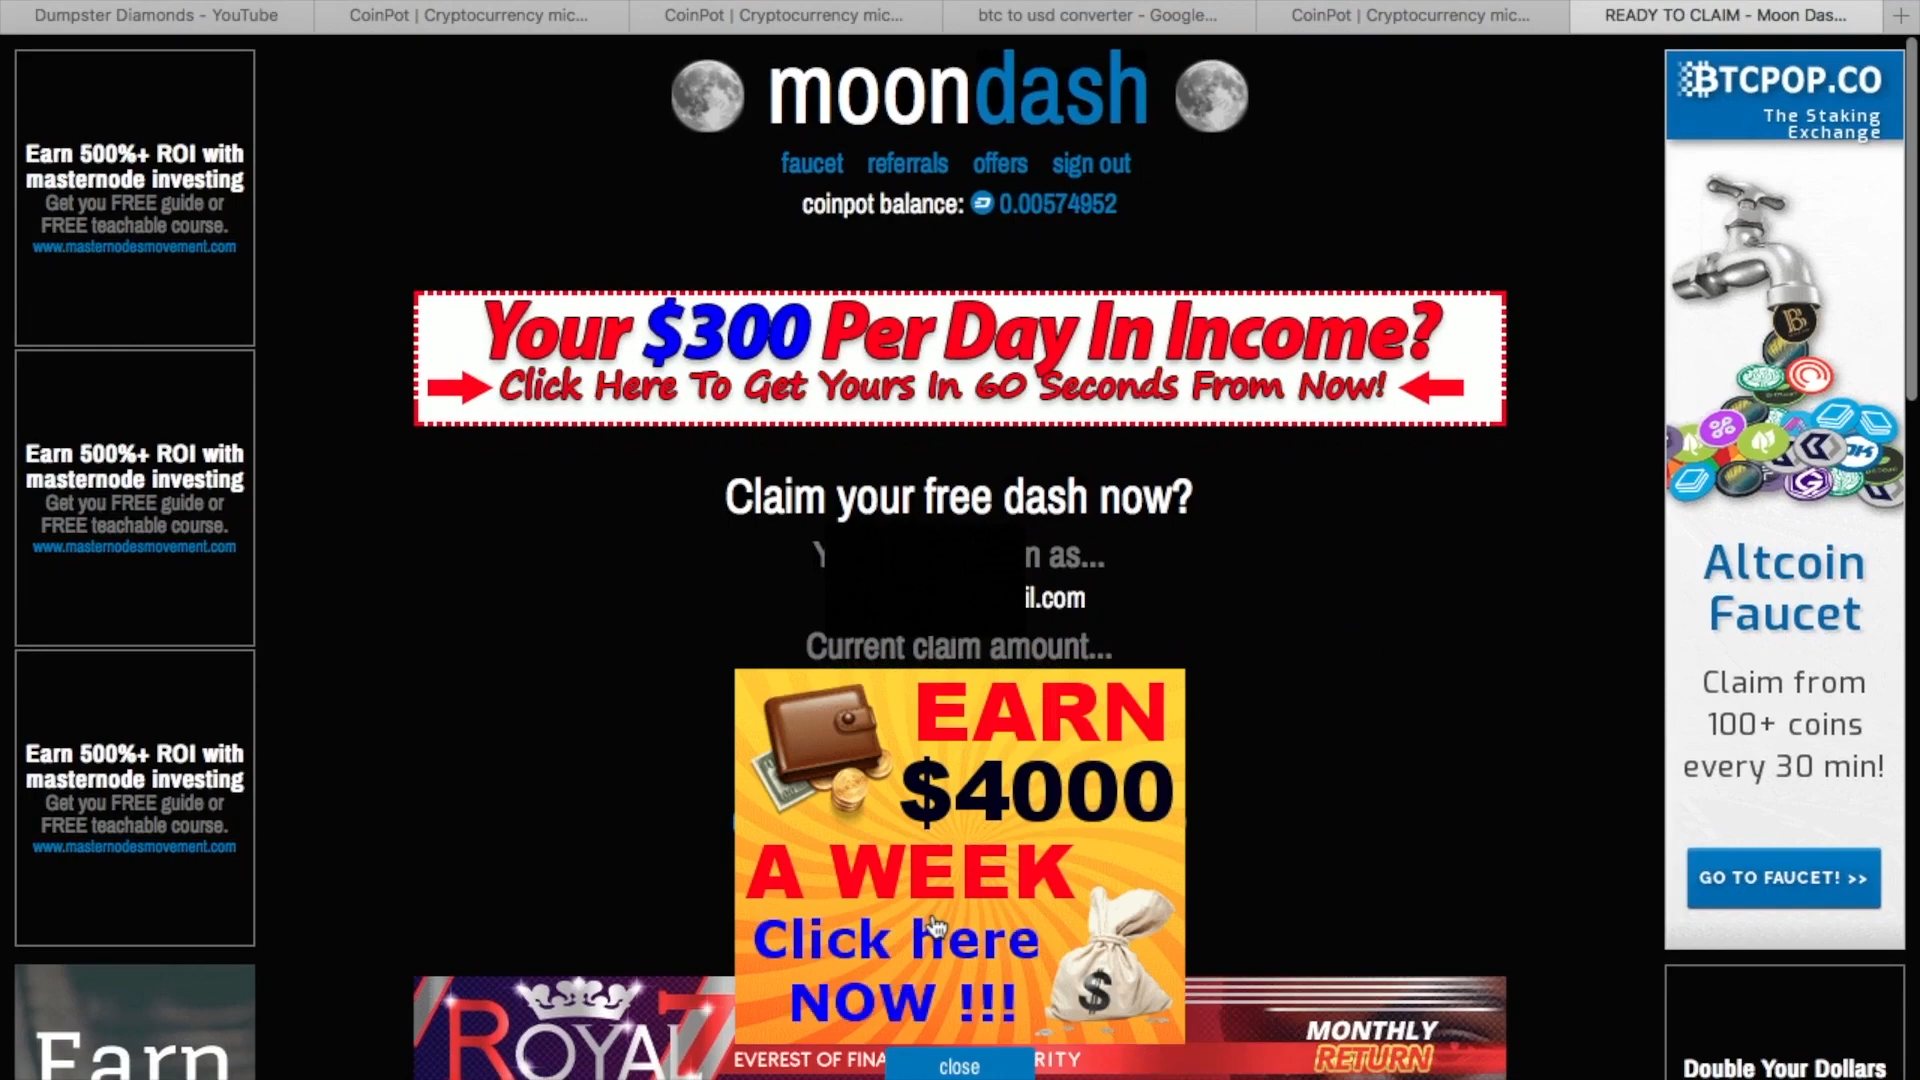 Dumpster Diamonds - YouTube
CoinPot | Cryptocurrency mic...
CoinPot | Cryptocurrency mic...
btc to usd converter - Google...
CoinPot | Cryptocurrency mic...
READY TO CLAIM - Moon Das...
moondash
faucet referrals offers sign out
coinpot balance: 0.00574952
Your $300 Per Day In Income?
Click Here To Get Yours In 60 Seconds From Now!
Claim your free dash now?
n as...
il.com
Current claim amount...
EARN
$4000
A WEEK
Click here
NOW !!!
close
ROYAL 7
EVEREST OF FINA
RITY
MONTHLY
RETURN
Earn 500%+ ROI with
masternode investing
Get you FREE guide or
FREE teachable course.
www.masternodesmovement.com
Earn 500%+ ROI with
masternode investing
Get you FREE guide or
FREE teachable course.
www.masternodesmovement.com
Earn 500%+ ROI with
masternode investing
Get you FREE guide or
FREE teachable course.
www.masternodesmovement.com
Earn
BTCPOP.CO
The Staking
Exchange
Altcoin
Faucet
Claim from
100+ coins
every 30 min!
GO TO FAUCET! >>
Double Your Dollars